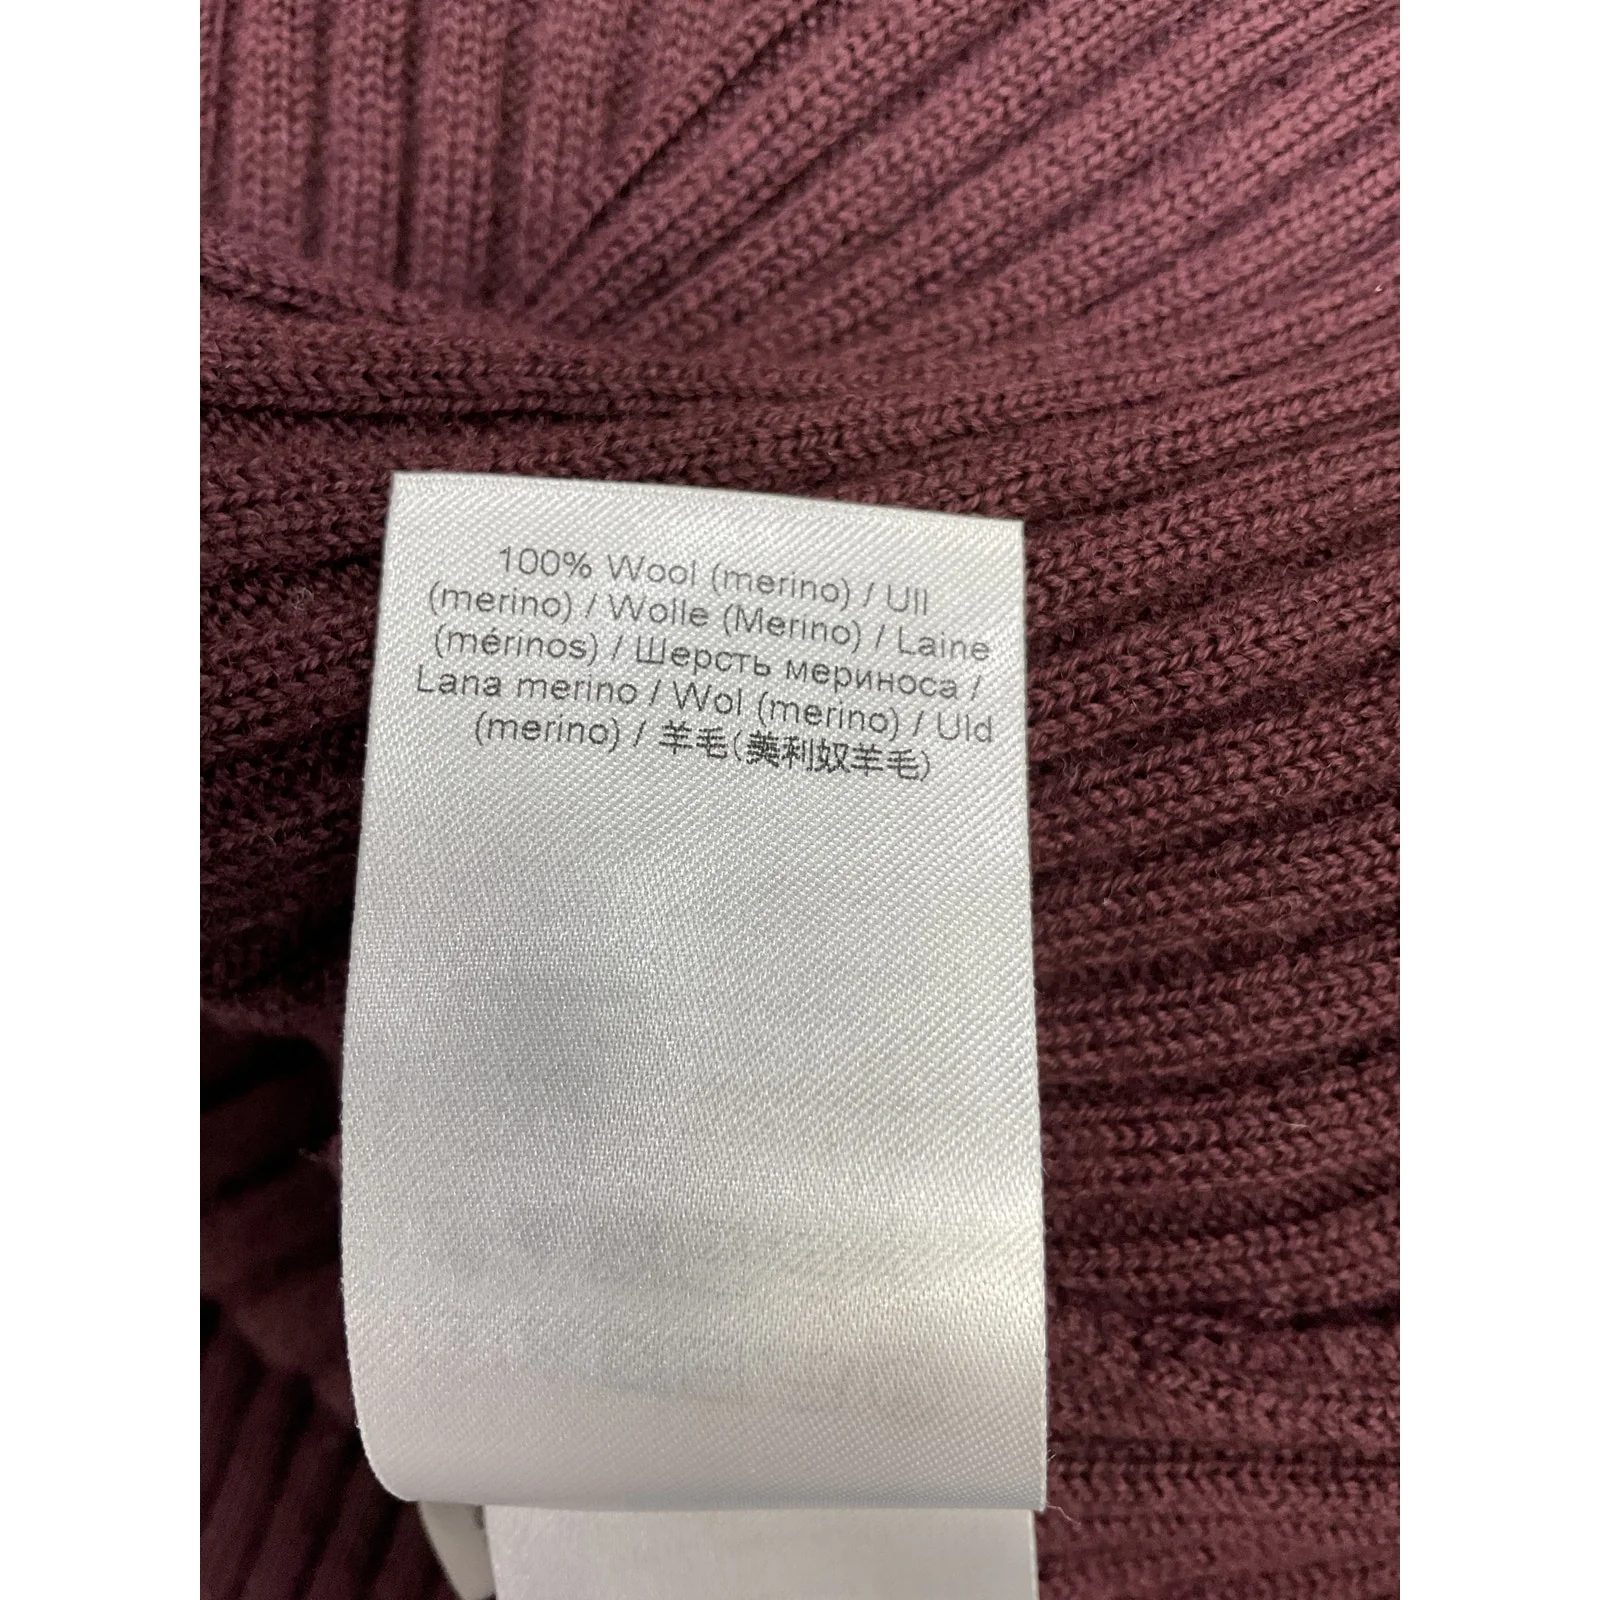 100% Wool (merino) / Ull
(merino) / Wolle (Merino) / Laine
(mérinos) / Шерсть мериноса /
Lana merino / Wol (merino) / Uld
(merino) / 羊毛(美利奴羊毛)